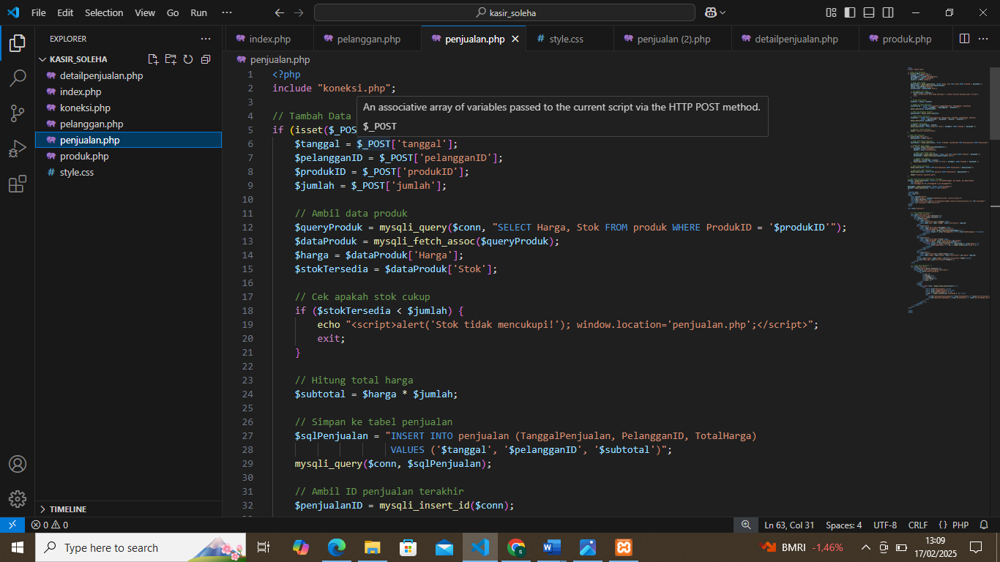 File Edit Selection View Go Run ··· kasir_soleha
EXPLORER ···
KASIR_SOLEHA
detailpenjualan.php
index.php
koneksi.php
pelanggan.php
penjualan.php
produk.php
# style.css
TIMELINE
index.php pelanggan.php penjualan.php # style.css penjualan (2).php detailpenjualan.php produk.php ···
penjualan.php
1 <?php
2 include "koneksi.php";
3
An associative array of variables passed to the current script via the HTTP POST method.
$_POST
4 // Tambah Data
5 if (isset($_POS
6 $tanggal = $_POST['tanggal'];
7 $pelangganID = $_POST['pelangganID'];
8 $produkID = $_POST['produkID'];
9 $jumlah = $_POST['jumlah'];
10
11 // Ambil data produk
12 $queryProduk = mysqli_query($conn, "SELECT Harga, Stok FROM produk WHERE ProdukID = '$produkID'");
13 $dataProduk = mysqli_fetch_assoc($queryProduk);
14 $harga = $dataProduk['Harga'];
15 $stokTersedia = $dataProduk['Stok'];
16
17 // Cek apakah stok cukup
18 if ($stokTersedia < $jumlah) {
19 echo "<script>alert('Stok tidak mencukupi!'); window.location='penjualan.php';</script>";
20 exit;
21 }
22
23 // Hitung total harga
24 $subtotal = $harga * $jumlah;
25
26 // Simpan ke tabel penjualan
27 $sqlPenjualan = "INSERT INTO penjualan (TanggalPenjualan, PelangganID, TotalHarga)
28 VALUES ('$tanggal', '$pelangganID', '$subtotal')";
29 mysqli_query($conn, $sqlPenjualan);
30
31 // Ambil ID penjualan terakhir
32 $penjualanID = mysqli_insert_id($conn);
0 0 Ln 63, Col 31 Spaces: 4 UTF-8 CRLF {} PHP
Type here to search BMRI -1,46% 13:09
17/02/2025